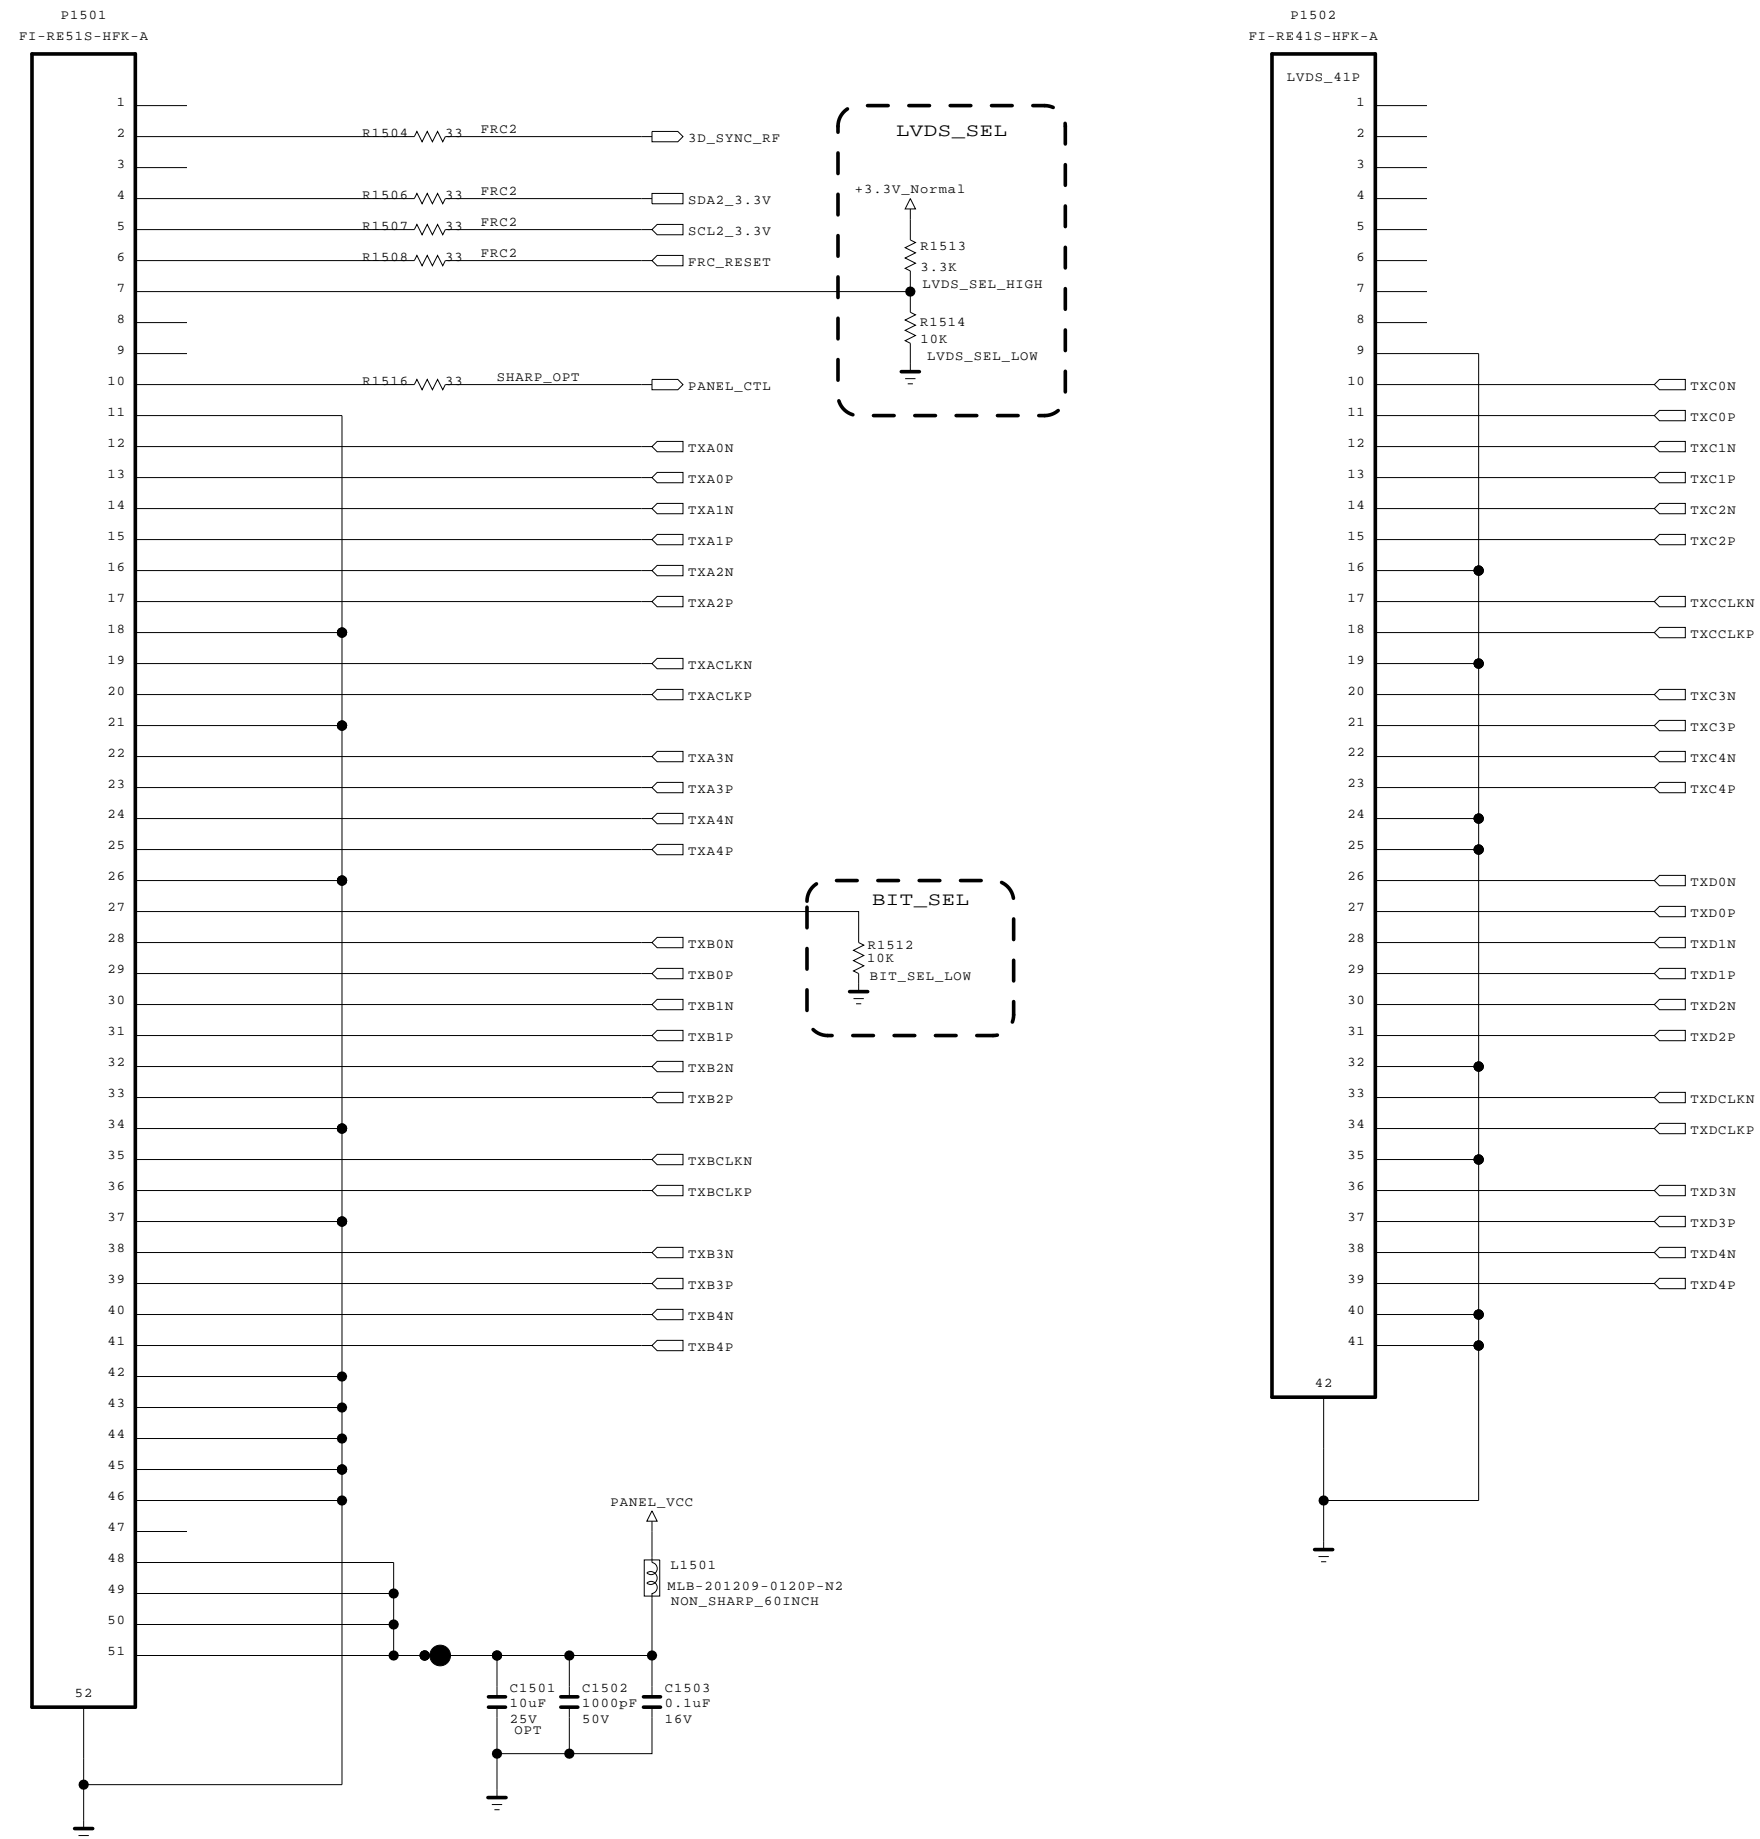 P1501
FI-RE51S-HFK-A
1
2 R1504 33 FRC2 3D_SYNC_RF
3
4 R1506 33 FRC2 SDA2_3.3V
5 R1507 33 FRC2 SCL2_3.3V
6 R1508 33 FRC2 FRC_RESET
7
8
9
10 R1516 33 SHARP_OPT PANEL_CTL
11
12 TXA0N
13 TXA0P
14 TXA1N
15 TXA1P
16 TXA2N
17 TXA2P
18
19 TXACLKN
20 TXACLKP
21
22 TXA3N
23 TXA3P
24 TXA4N
25 TXA4P
26
27
28 TXB0N
29 TXB0P
30 TXB1N
31 TXB1P
32 TXB2N
33 TXB2P
34
35 TXBCLKN
36 TXBCLKP
37
38 TXB3N
39 TXB3P
40 TXB4N
41 TXB4P
42
43
44
45
46
47
48
49
50
51
52
LVDS_SEL
+3.3V_Normal
R1513
3.3K
LVDS_SEL_HIGH
R1514
10K
LVDS_SEL_LOW
BIT_SEL
R1512
10K
BIT_SEL_LOW
PANEL_VCC
L1501
MLB-201209-0120P-N2
NON_SHARP_60INCH
C1501
10uF
25V
OPT
C1502
1000pF
50V
C1503
0.1uF
16V
P1502
FI-RE41S-HFK-A
LVDS_41P
1
2
3
4
5
6
7
8
9
10 TXC0N
11 TXC0P
12 TXC1N
13 TXC1P
14 TXC2N
15 TXC2P
16
17 TXCCLKN
18 TXCCLKP
19
20 TXC3N
21 TXC3P
22 TXC4N
23 TXC4P
24
25
26 TXD0N
27 TXD0P
28 TXD1N
29 TXD1P
30 TXD2N
31 TXD2P
32
33 TXDCLKN
34 TXDCLKP
35
36 TXD3N
37 TXD3P
38 TXD4N
39 TXD4P
40
41
42